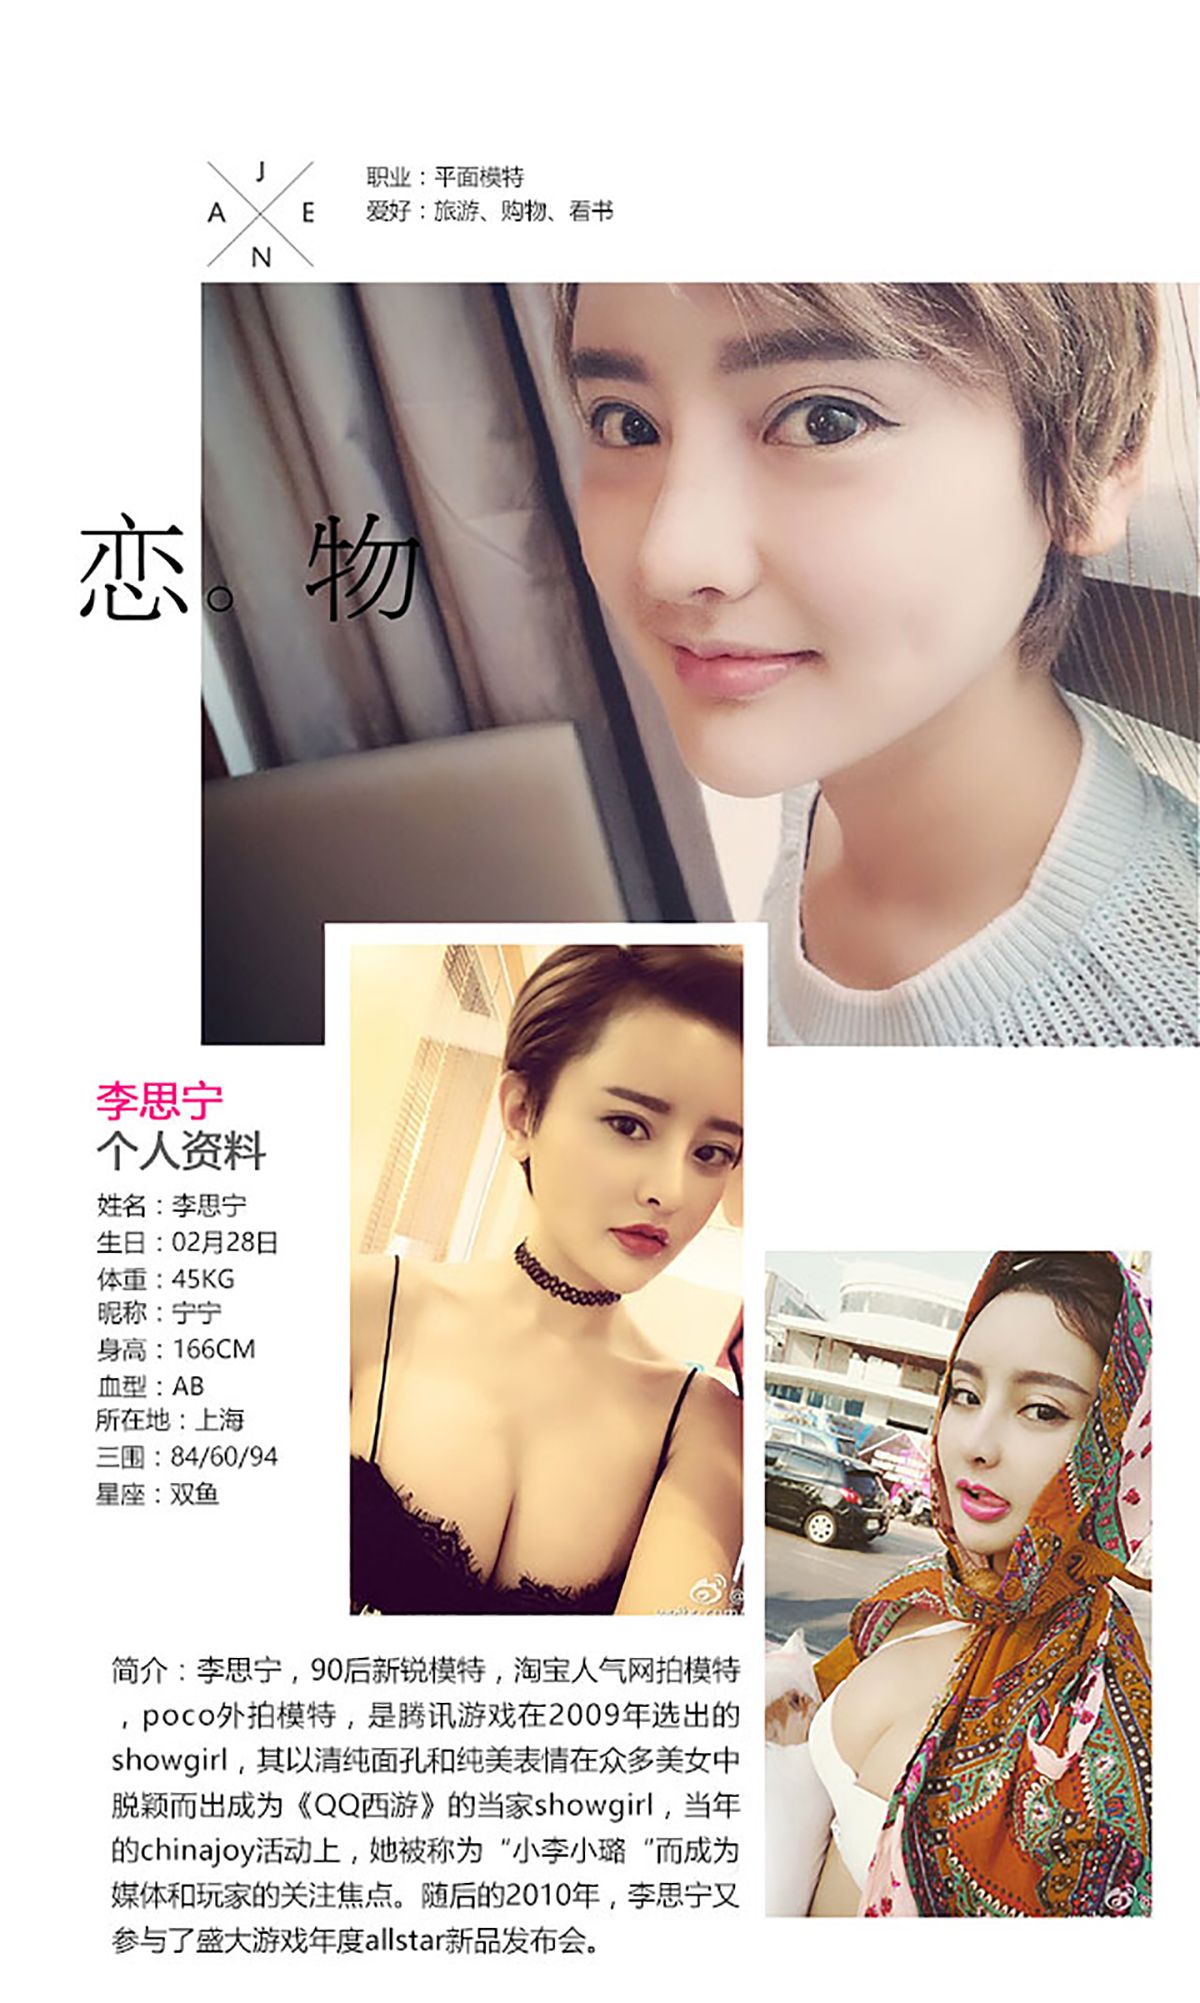 J
A E
N
职业：平面模特
爱好：旅游、购物、看书
恋。物
李思宁
个人资料
姓名：李思宁
生日：02月28日
体重：45KG
昵称：宁宁
身高：166CM
血型：AB
所在地：上海
三围：84/60/94
星座：双鱼
简介：李思宁，90后新锐模特，淘宝人气网拍模特
，poco外拍模特，是腾讯游戏在2009年选出的
showgirl，其以清纯面孔和纯美表情在众多美女中
脱颖而出成为《QQ西游》的当家showgirl，当年
的chinajoy活动上，她被称为“小李小璐“而成为
媒体和玩家的关注焦点。随后的2010年，李思宁又
参与了盛大游戏年度allstar新品发布会。